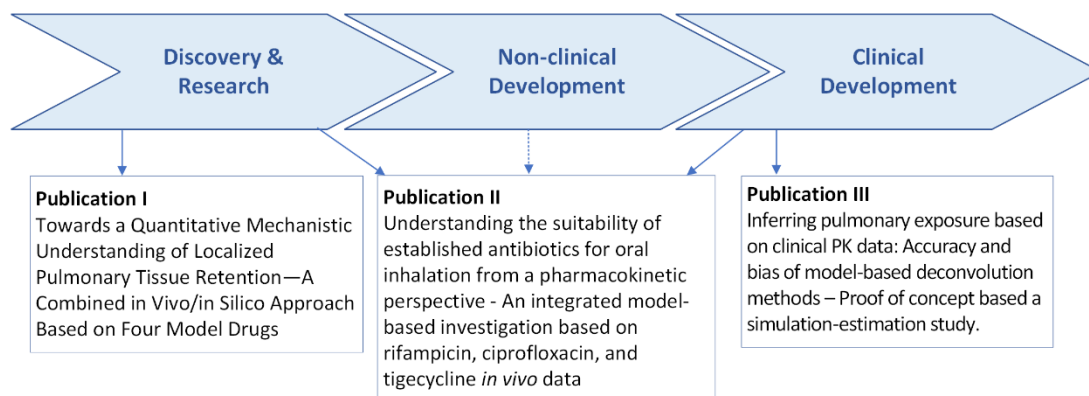 Discovery &
Research
Non-clinical
Development
Clinical
Development
Publication I
Towards a Quantitative Mechanistic
Understanding of Localized
Pulmonary Tissue Retention—A
Combined in Vivo/in Silico Approach
Based on Four Model Drugs
Publication II
Understanding the suitability of
established antibiotics for oral
inhalation from a pharmacokinetic
perspective - An integrated model-
based investigation based on
rifampicin, ciprofloxacin, and
tigecycline in vivo data
Publication III
Inferring pulmonary exposure based
on clinical PK data: Accuracy and
bias of model-based deconvolution
methods – Proof of concept based a
simulation-estimation study.